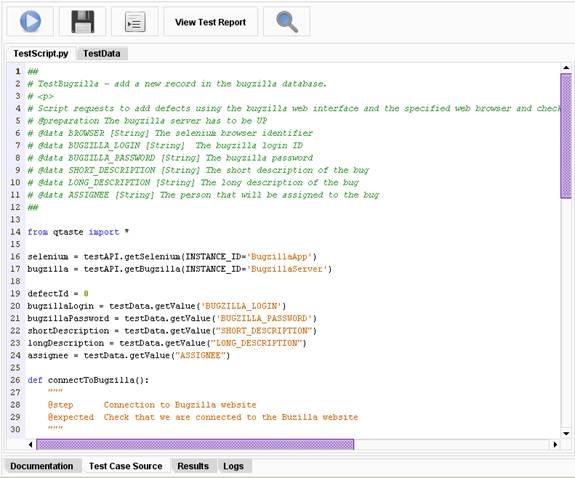 View Test Report
TestScript.py TestData
1 ##
2 # TestBugzilla - add a new record in the bugzilla database.
3 # <p>
4 # Script requests to add defects using the bugzilla web interface and the specified web browser and check
5 # @preparation The bugzilla server has to be UP
6 # @data BROWSER [String] The selenium browser identifier
7 # @data BUGZILLA_LOGIN [String]  The bugzilla login ID
8 # @data BUGZILLA_PASSWORD [String] The bugzilla password
9 # @data SHORT_DESCRIPTION [String] The short description of the bug
10 # @data LONG_DESCRIPTION [String] The long description of the bug
11 # @data ASSIGNEE [String] The person that will be assigned to the bug
12 ##
13
14 from qtaste import *
15
16 selenium = testAPI.getSelenium(INSTANCE_ID='BugzillaApp')
17 bugzilla = testAPI.getBugzilla(INSTANCE_ID='BugzillaServer')
18
19 defectId = 0
20 bugzillaLogin = testData.getValue('BUGZILLA_LOGIN')
21 bugzillaPassword = testData.getValue('BUGZILLA_PASSWORD')
22 shortDescription = testData.getValue("SHORT_DESCRIPTION")
23 longDescription = testData.getValue("LONG_DESCRIPTION")
24 assignee = testData.getValue("ASSIGNEE")
25
26 def connectToBugzilla():
27     """
28     @step      Connection to Bugzilla website
29     @expected  Check that we are connected to the Buzilla website
30     """
Documentation Test Case Source Results Logs